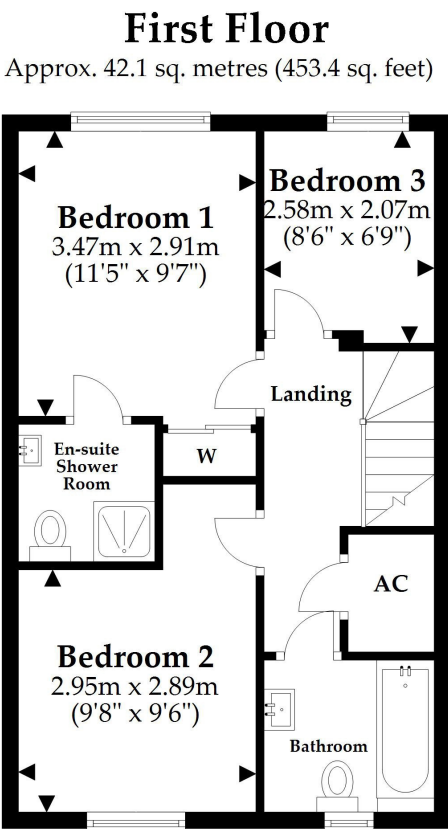 First Floor
Approx. 42.1 sq. metres (453.4 sq. feet)
Bedroom 1
3.47m x 2.91m
(11'5" x 9'7")
Bedroom 3
2.58m x 2.07m
(8'6" x 6'9")
Landing
En-suite
Shower
Room
W
AC
Bedroom 2
2.95m x 2.89m
(9'8" x 9'6")
Bathroom